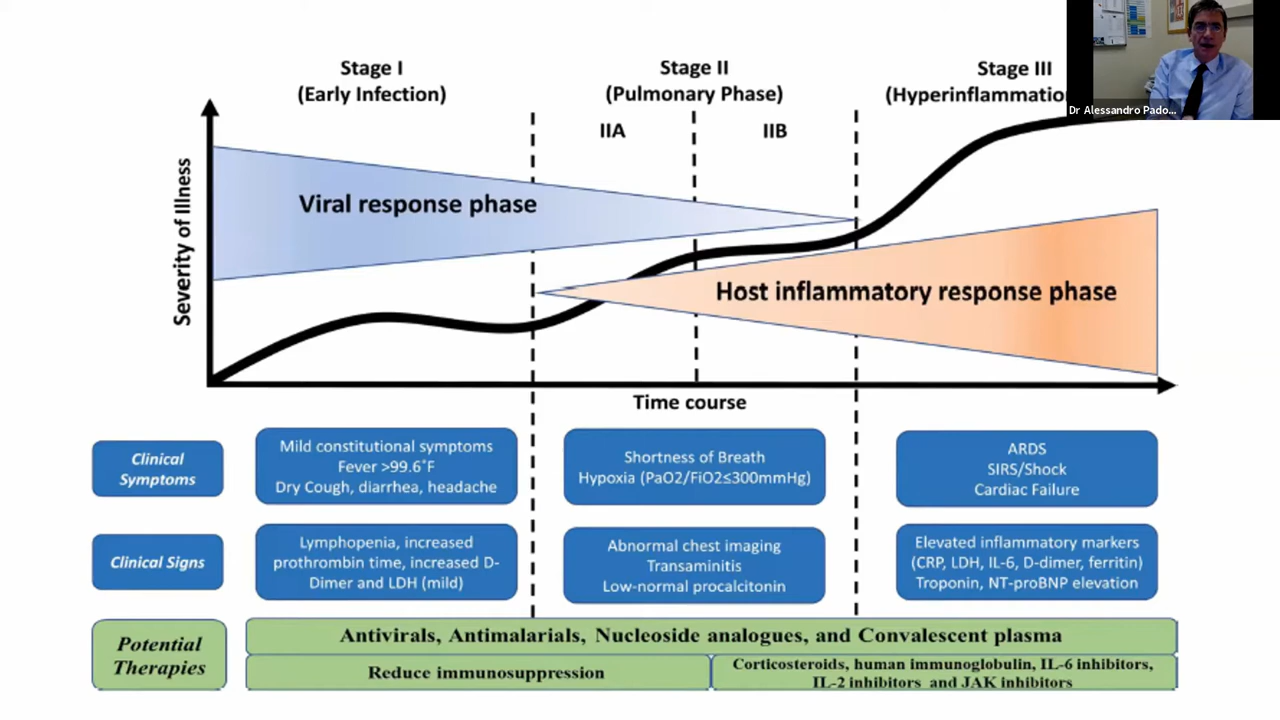 Stage I
(Early Infection)
Stage II
(Pulmonary Phase)
Stage III
(Hyperinflammatio
IIA
IIB
Dr Alessandro Pado...
Severity of Illness
Viral response phase
Host inflammatory response phase
Time course
Clinical
Symptoms
Mild constitutional symptoms
Fever >99.6°F
Dry Cough, diarrhea, headache
Shortness of Breath
Hypoxia (PaO2/FiO2≤300mmHg)
ARDS
SIRS/Shock
Cardiac Failure
Clinical Signs
Lymphopenia, increased
prothrombin time, increased D-
Dimer and LDH (mild)
Abnormal chest imaging
Transaminitis
Low-normal procalcitonin
Elevated inflammatory markers
(CRP, LDH, IL-6, D-dimer, ferritin)
Troponin, NT-proBNP elevation
Potential
Therapies
Antivirals, Antimalarials, Nucleoside analogues, and Convalescent plasma
Reduce immunosuppression
Corticosteroids, human immunoglobulin, IL-6 inhibitors,
IL-2 inhibitors and JAK inhibitors